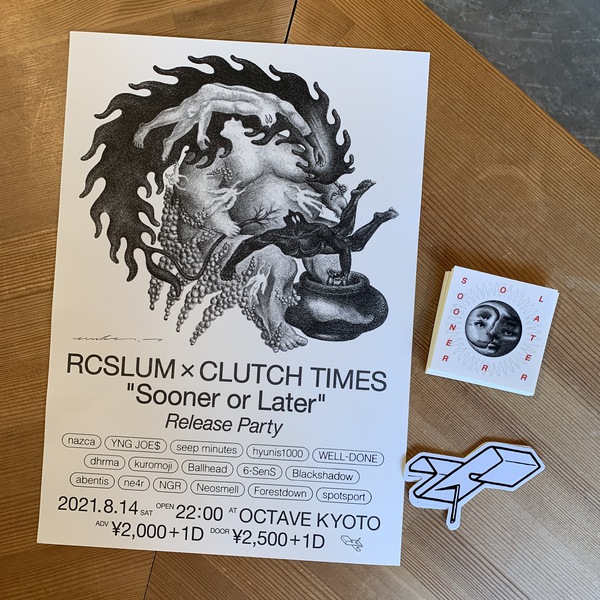 RCSLUM × CLUTCH TIMES
"Sooner or Later"
Release Party
nazca YNG JOE$ seep minutes hyunis1000 WELL-DONE
dhrma kuromoji Ballhead 6-SenS Blackshadow
abentis ne4r NGR Neosmell Forestdown spotsport
2021.8.14 SAT OPEN 22:00 AT OCTAVE KYOTO
ADV ¥2,000+1D DOOR ¥2,500+1D
SOONER
OR
LATER